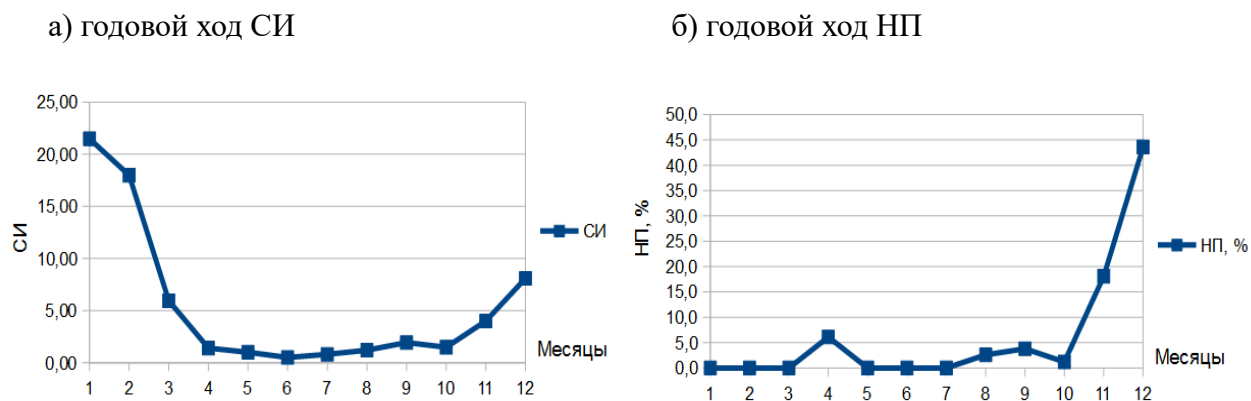 а) годовой ход СИ
б) годовой ход НП
25,00
20,00
15,00
10,00
5,00
0,00
СИ
СИ
Месяцы
1 2 3 4 5 6 7 8 9 10 11 12
50,0
45,0
40,0
35,0
30,0
25,0
20,0
15,0
10,0
5,0
0,0
НП, %
НП, %
Месяцы
1 2 3 4 5 6 7 8 9 10 11 12